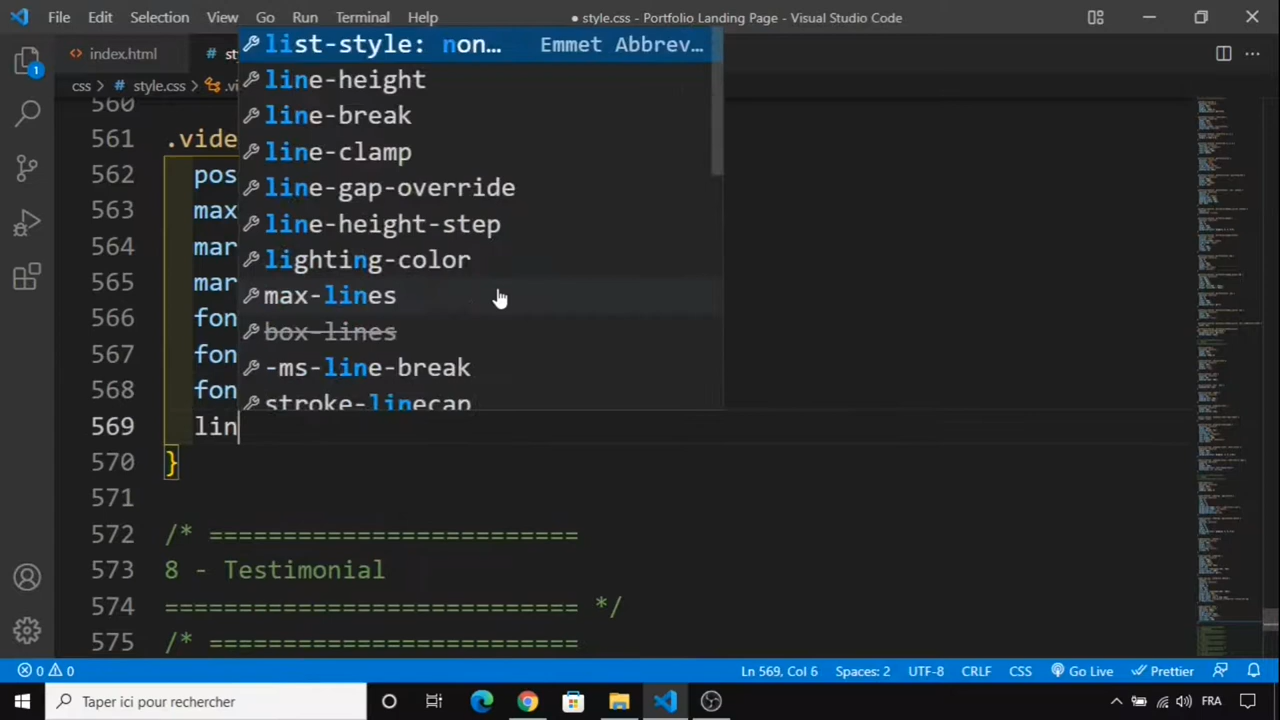 File Edit Selection View Go Run Terminal Help
● style.css - Portfolio Landing Page - Visual Studio Code
1
<> index.html
# st
css > # style.css > .vi
list-style: non… Emmet Abbrev…
line-height
line-break
line-clamp
line-gap-override
line-height-step
lighting-color
max-lines
box-lines
-ms-line-break
stroke-linecap
560
561 .vide
562 pos
563 max
564 mar
565 mar
566 fon
567 fon
568 fon
569 lin
570 }
571
572 /* =========================
573 8 - Testimonial
574 ============================ */
575 /* =========================
0 0
Ln 569, Col 6 Spaces: 2 UTF-8 CRLF CSS Go Live Prettier
Taper ici pour rechercher
FRA